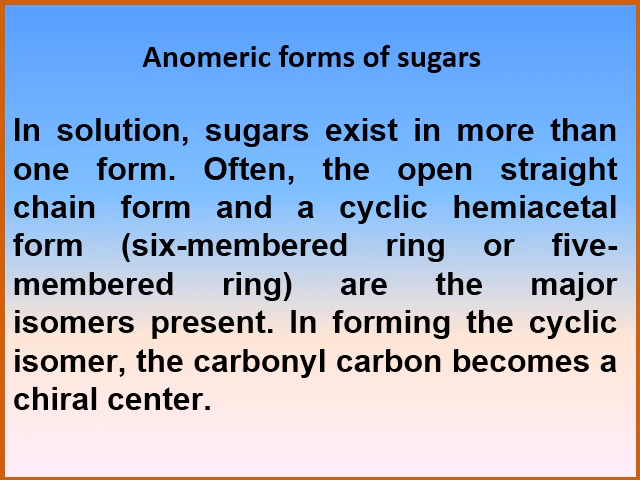 Anomeric forms of sugars
In solution, sugars exist in more than
one form. Often, the open straight
chain form and a cyclic hemiacetal
form (six-membered ring or five-
membered ring) are the major
isomers present. In forming the cyclic
isomer, the carbonyl carbon becomes a
chiral center.